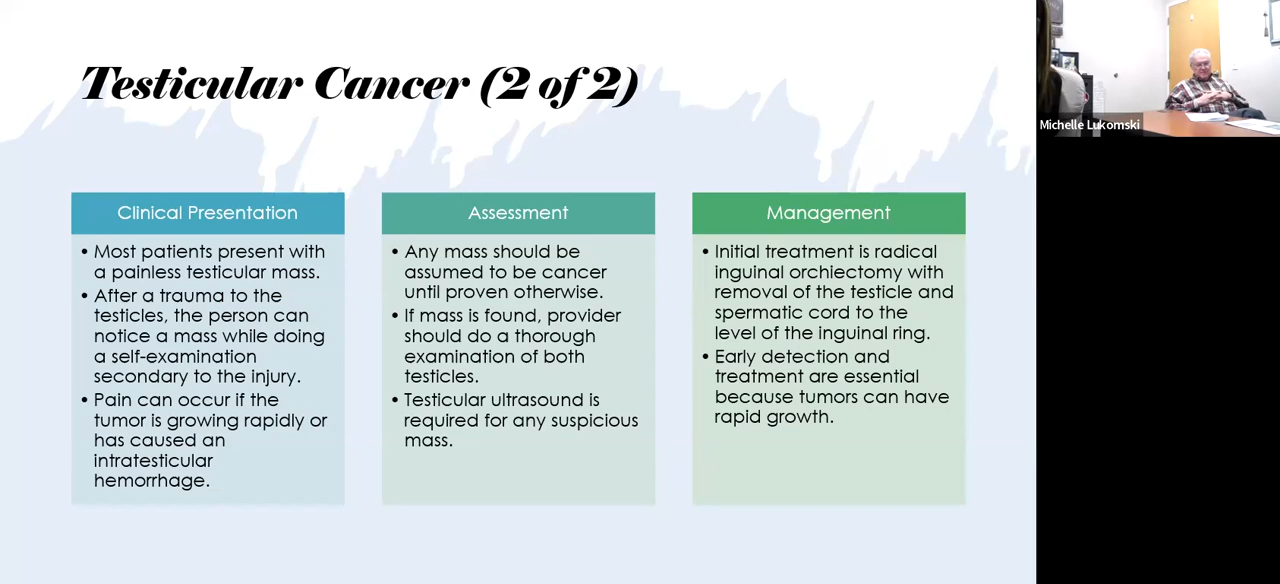 Testicular Cancer (2 of 2)
Michelle Lukomski
Clinical Presentation
• Most patients present with
a painless testicular mass.
• After a trauma to the
testicles, the person can
notice a mass while doing
a self-examination
secondary to the injury.
• Pain can occur if the
tumor is growing rapidly or
has caused an
intratesticular
hemorrhage.
Assessment
• Any mass should be
assumed to be cancer
until proven otherwise.
• If mass is found, provider
should do a thorough
examination of both
testicles.
• Testicular ultrasound is
required for any suspicious
mass.
Management
• Initial treatment is radical
inguinal orchiectomy with
removal of the testicle and
spermatic cord to the
level of the inguinal ring.
• Early detection and
treatment are essential
because tumors can have
rapid growth.